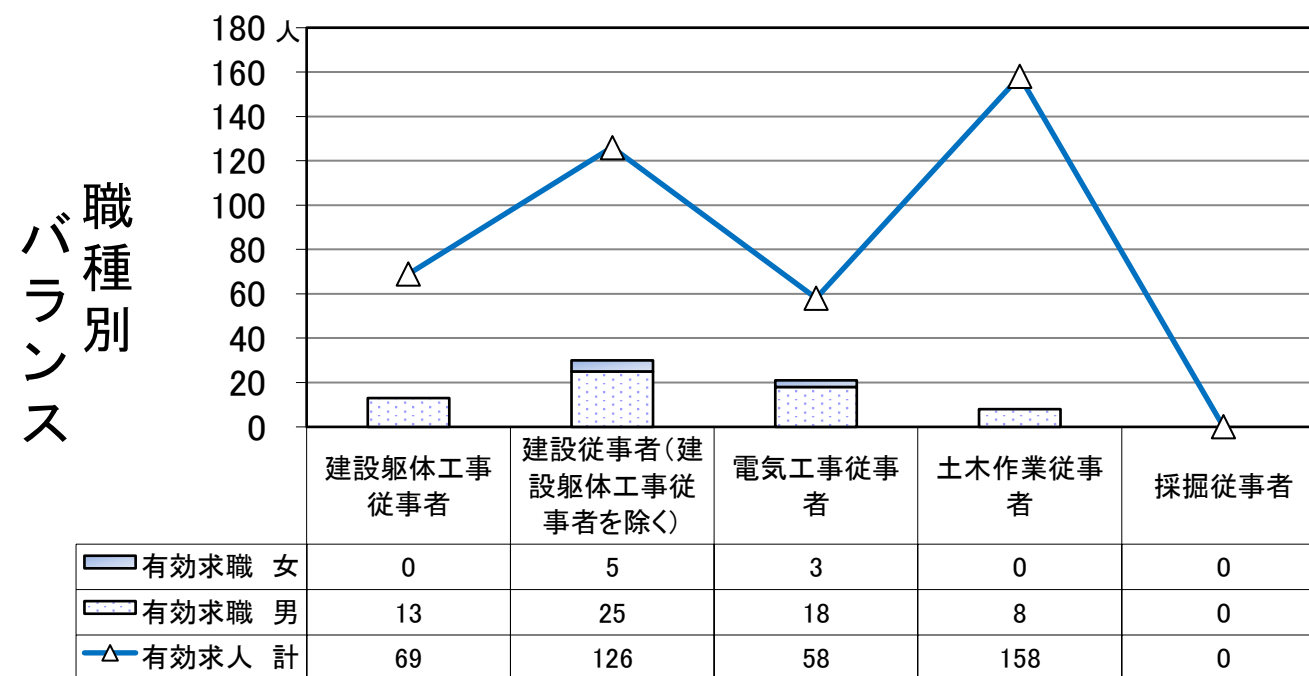 職種別
バランス
180 人
160
140
120
100
80
60
40
20
0
建設躯体工事
従事者
建設従事者(建
設躯体工事従
事者を除く)
電気工事従事
者
土木作業従事
者
採掘従事者
有効求職 女 0 5 3 0 0
有効求職 男 13 25 18 8 0
有効求人 計 69 126 58 158 0